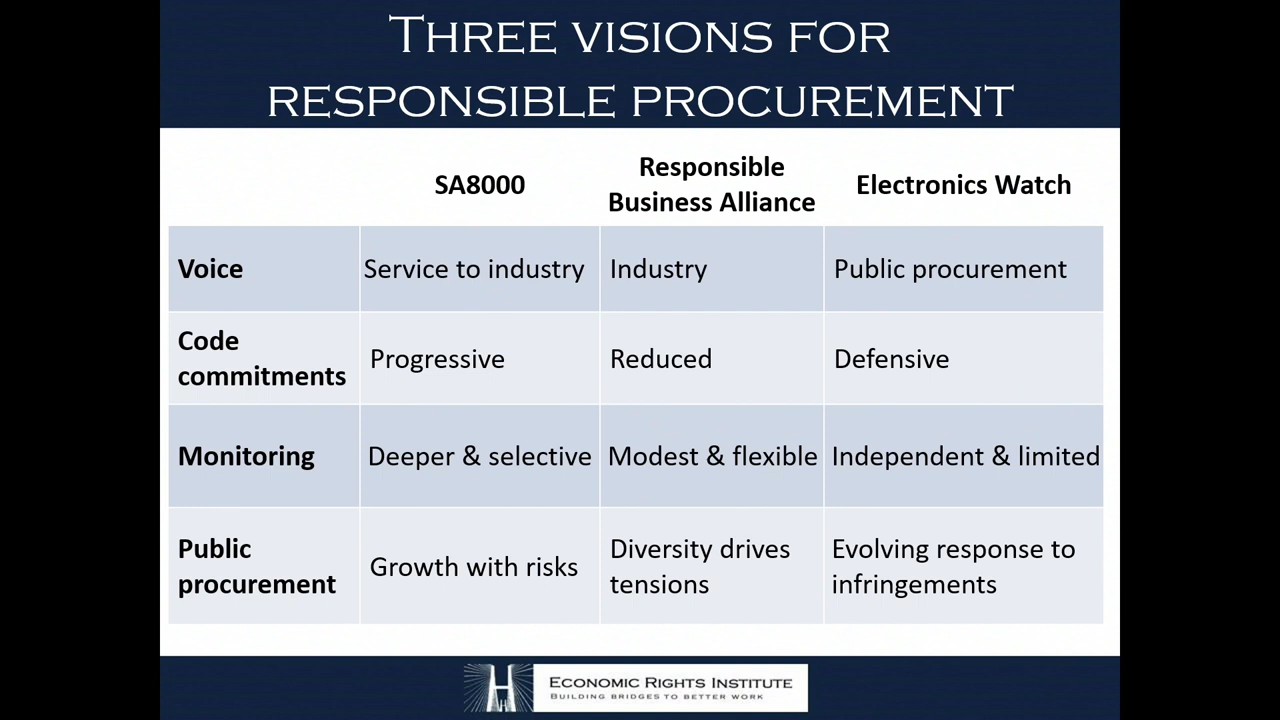 THREE VISIONS FOR
RESPONSIBLE PROCUREMENT
SA8000
Responsible
Business Alliance
Electronics Watch
Voice
Service to industry
Industry
Public procurement
Code
commitments
Progressive
Reduced
Defensive
Monitoring
Deeper & selective
Modest & flexible
Independent & limited
Public
procurement
Growth with risks
Diversity drives
tensions
Evolving response to
infringements
ECONOMIC RIGHTS INSTITUTE
BUILDING BRIDGES TO BETTER WORK